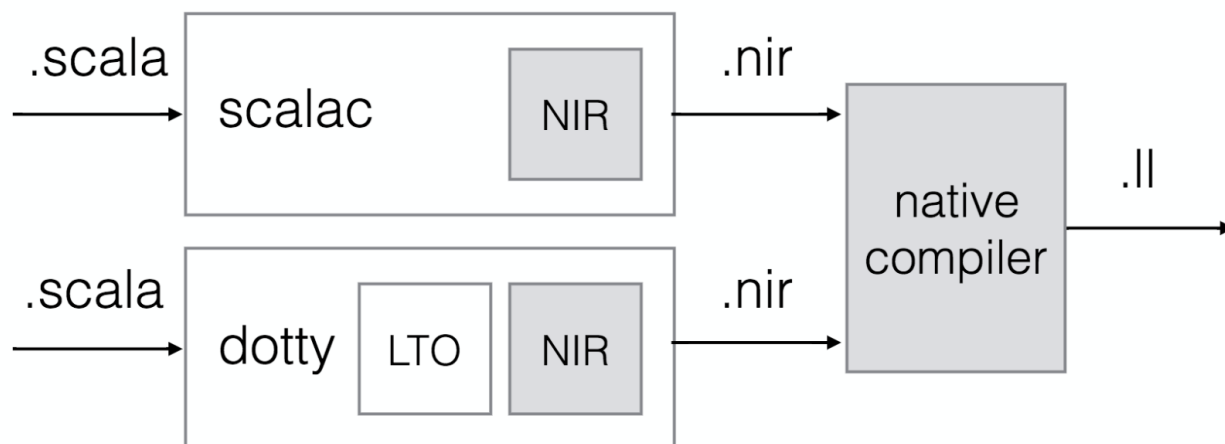 .scala
scalac
NIR
.nir
.scala
dotty
LTO
NIR
.nir
native
compiler
.ll